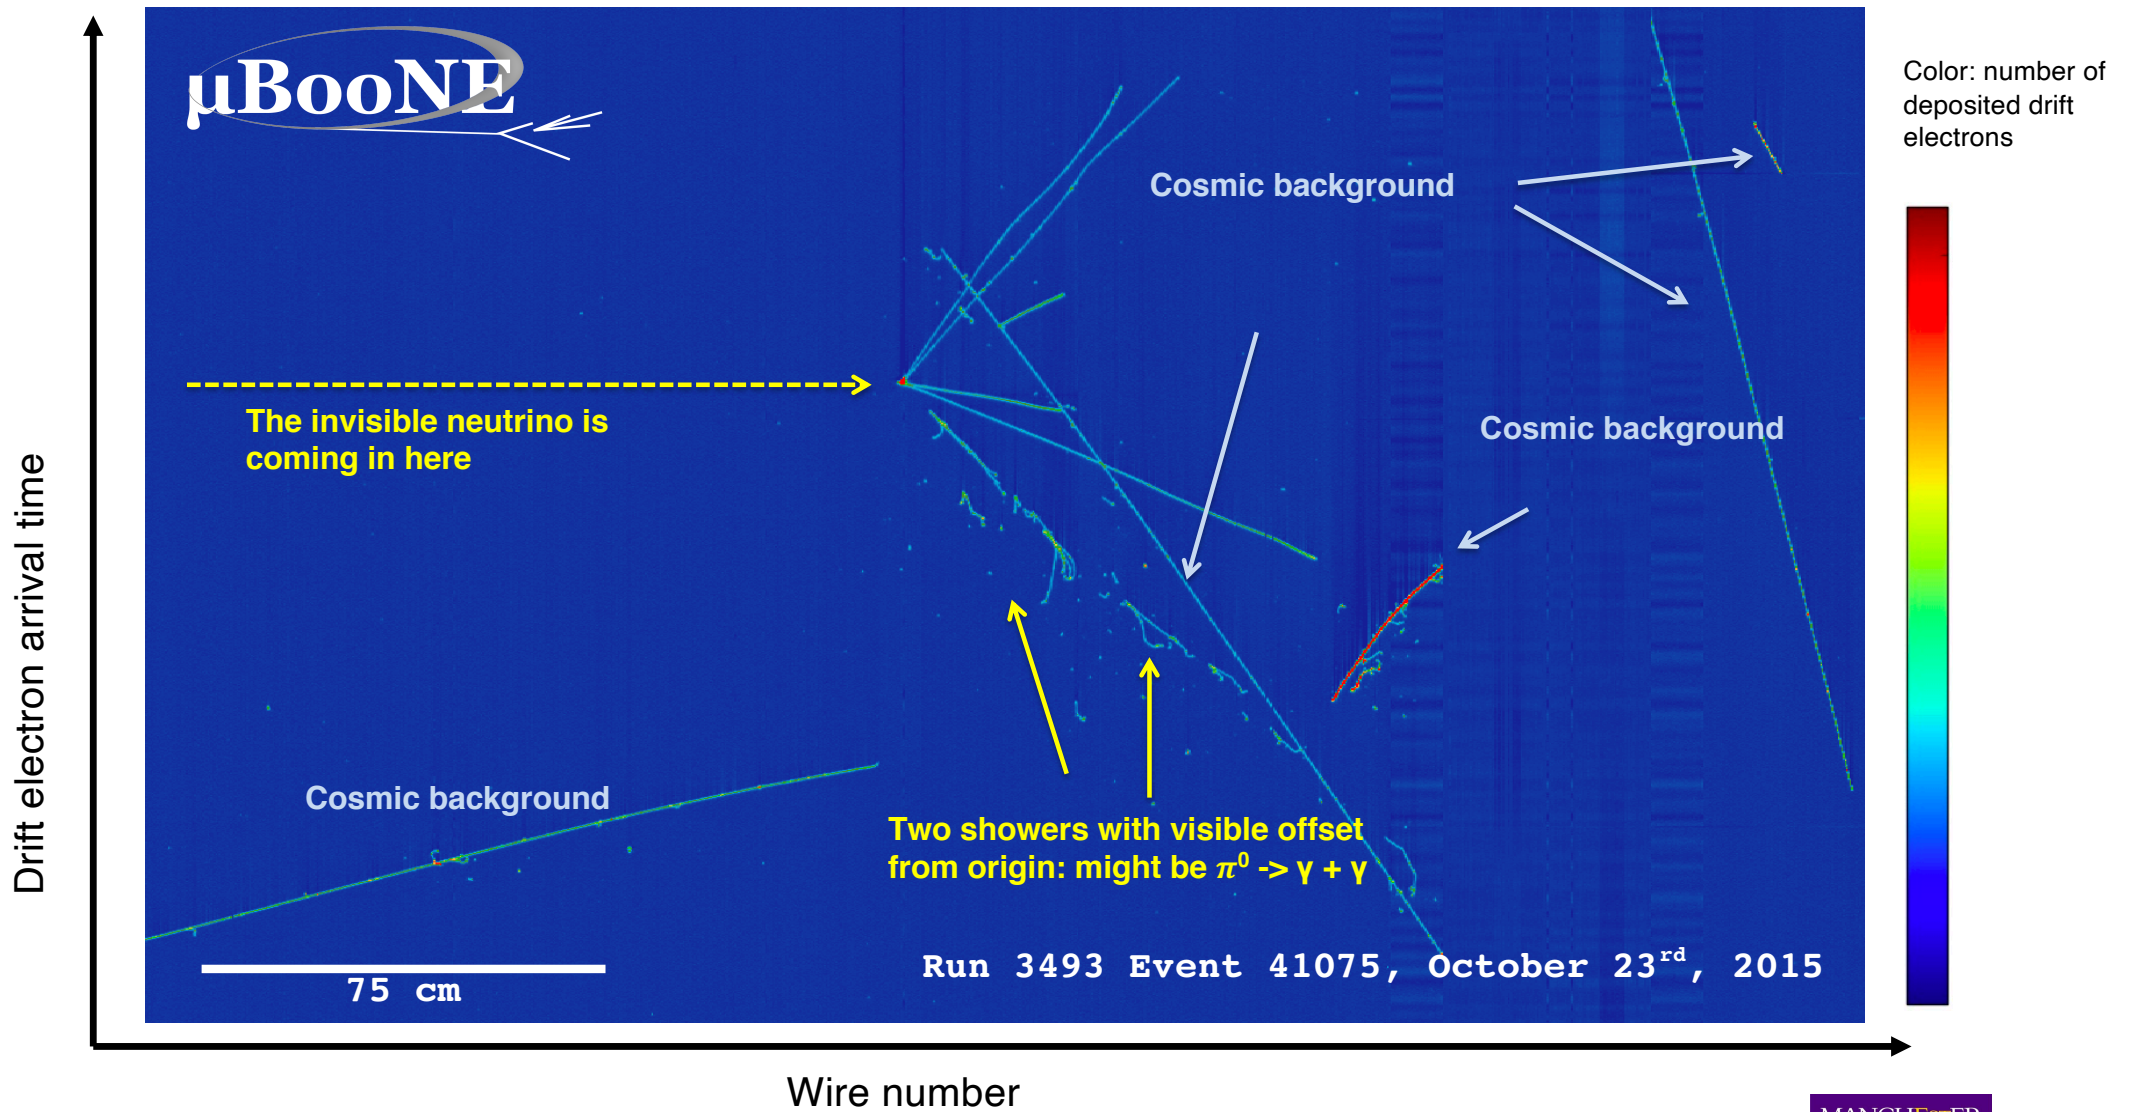 µBooNE
Color: number of
deposited drift
electrons
Cosmic background
The invisible neutrino is
coming in here
Cosmic background
Drift electron arrival time
Cosmic background
Two showers with visible offset
from origin: might be π⁰ -> γ + γ
Run 3493 Event 41075, October 23ʳᵈ, 2015
75 cm
Wire number
MANCHESTER